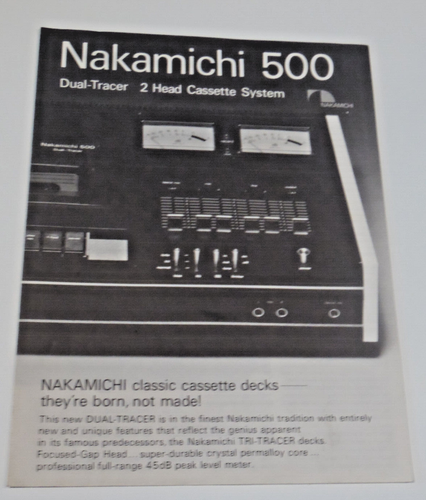 Nakamichi 500
Dual-Tracer 2 Head Cassette System
NAKAMICHI
Nakamichi 500
Dual-Tracer
NAKAMICHI classic cassette decks—
they're born, not made!
This new DUAL-TRACER is in the finest Nakamichi tradition with entirely
new and unique features that reflect the genius apparent
in its famous predecessors, the Nakamichi TRI-TRACER decks.
Focused-Gap Head... super-durable crystal permalloy core...
professional full-range 45dB peak level meter.